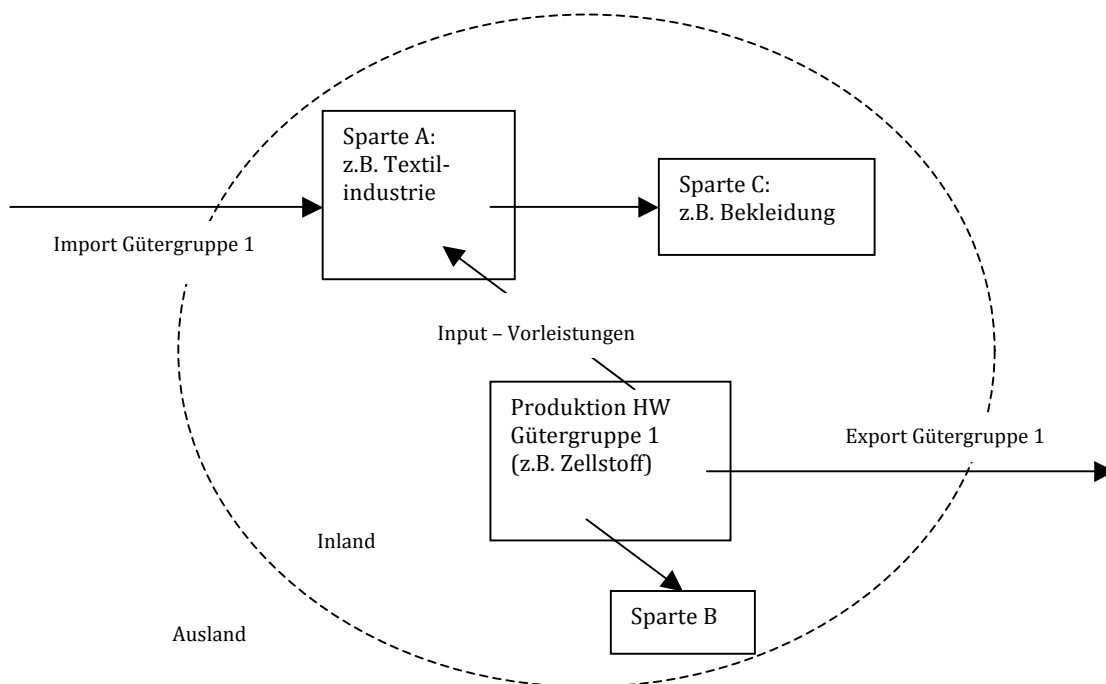 Sparte A:
z.B. Textil-
industrie
Sparte C:
z.B. Bekleidung
Import Gütergruppe 1
Input – Vorleistungen
Produktion HW
Gütergruppe 1
(z.B. Zellstoff)
Export Gütergruppe 1
Inland
Sparte B
Ausland